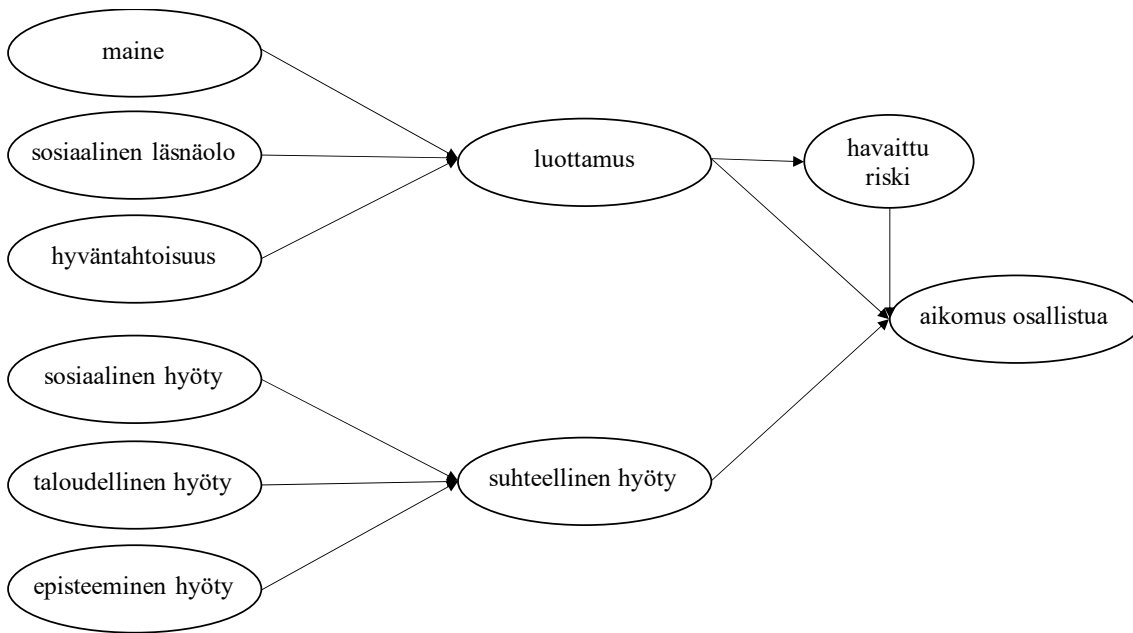 maine
sosiaalinen läsnäolo
hyväntahtoisuus
luottamus
havaittu
riski
aikomus osallistua
sosiaalinen hyöty
taloudellinen hyöty
episteeminen hyöty
suhteellinen hyöty